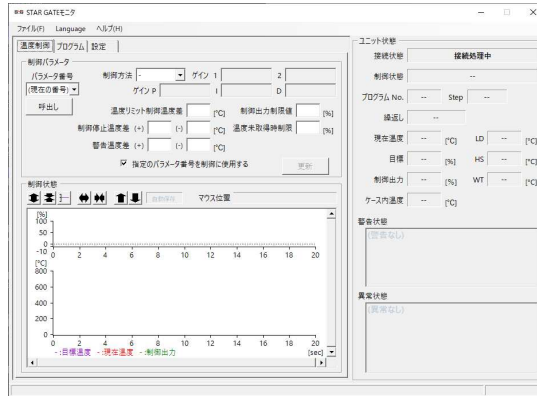 STAR GATEモニタ
ファイル(F) Language ヘルプ(H)
温度制御 プログラム 設定
制御パラメータ
パラメータ番号 制御方法 - ゲイン 1 2
(現在の番号) ゲイン P I D
呼出し
温度リミット制御温度差 [℃] 制御出力制限値 [%]
制御停止温度差 (+) (-) [℃] 温度未取得時制限 [%]
警告温度差 (+) (-) [℃]
指定のパラメータ番号を制御に使用する 更新
制御状態
自動保存 マウス位置
[%]
100
50
0
-10
0 2 4 6 8 10 12 14 16 18 20
[℃]
800
600
400
200
0
0 2 4 6 8 10 12 14 16 18 20
- :目標温度 - :現在温度 - :制御出力 [sec]
ユニット状態
接続状態 接続処理中
制御状態 --
プログラム No. -- Step --
繰返し --
現在温度 -- [℃] LD -- [℃]
目標 -- [%] HS -- [℃]
制御出力 -- [%] WT -- [℃]
ケース内温度 -- [℃]
警告状態
(警告なし)
異常状態
(異常なし)